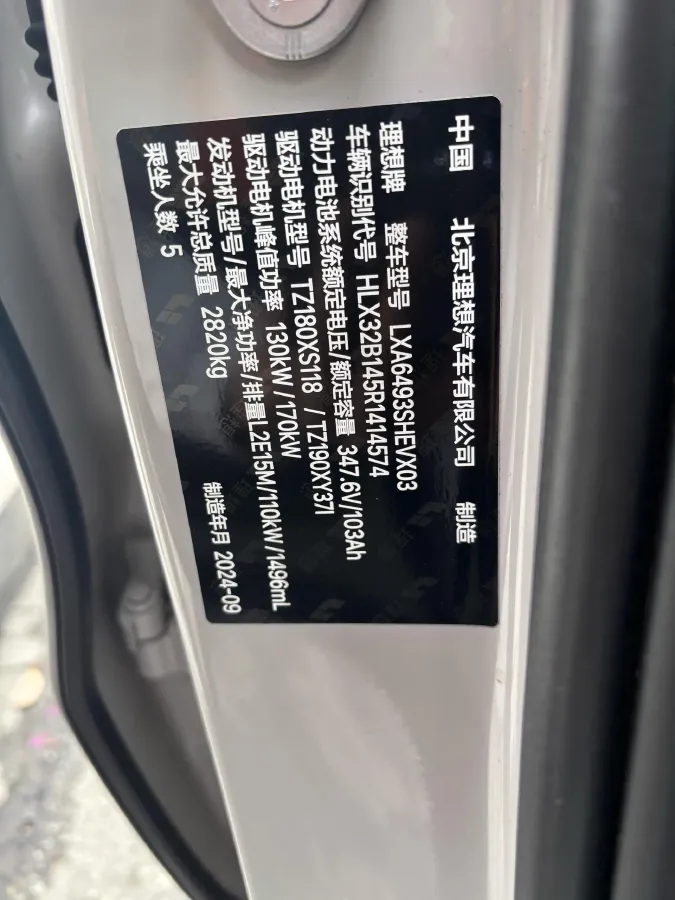 中国 北京理想汽车有限公司 制造
理想牌 整车型号 LXA6493SHEVX03
车辆识别代号 HLX32B145R1414574
动力电池系统额定电压/额定容量 347.6V/103Ah
驱动电机型号 TZ180XS118 /TZ190XY37I
驱动电机峰值功率 130kW/170kW
发动机型号/最大净功率/排量L2E15M/110kW/1496mL
最大允许总质量 2820kg 制造年月 2024-09
乘坐人数 5